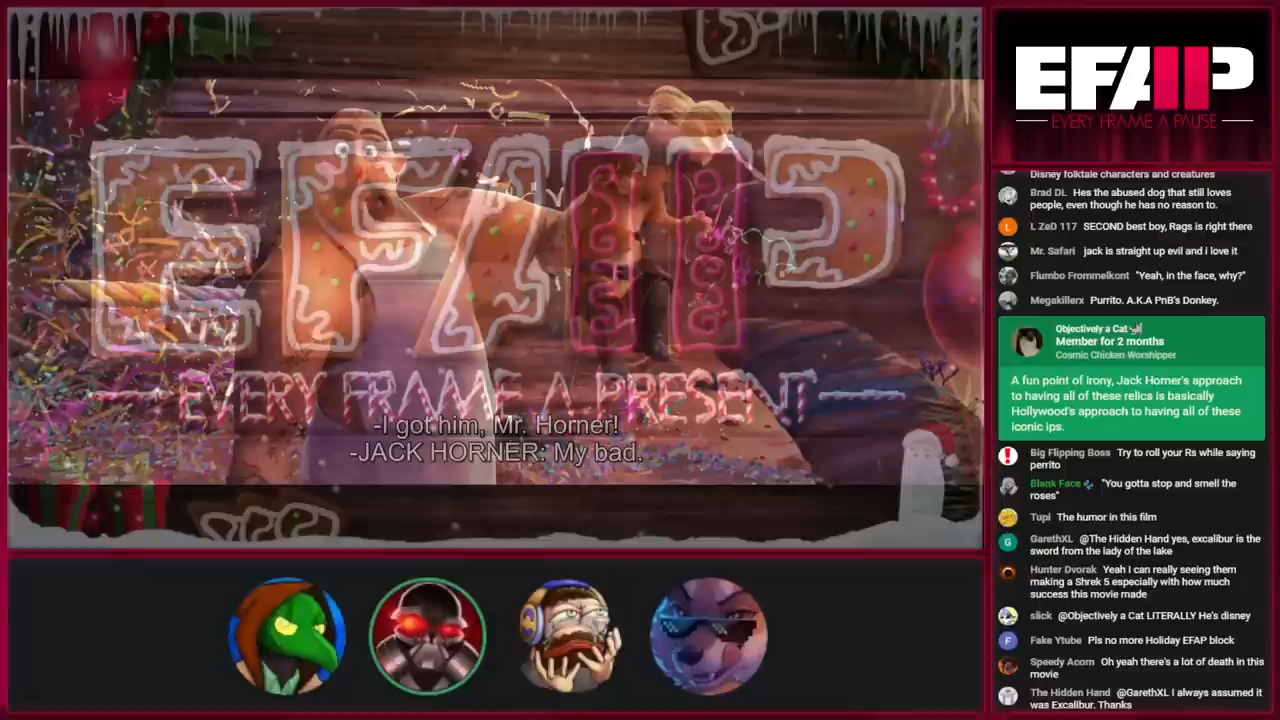 EFAP
EVERY FRAME A PRESENT
-I got him, Mr. Horner!
-JACK HORNER: My bad.
EFAP
EVERY FRAME A PAUSE
Disney folktale characters and creatures
Brad DL Hes the abused dog that still loves
people, even though he has no reason to.
L ZeD 117 SECOND best boy, Rags is right there
Mr. Safari jack is straight up evil and i love it
Flumbo Frommelkont "Yeah, in the face, why?"
Megakillerx Purrito. A.K.A PnB's Donkey.
Objectively a Cat
Member for 2 months
Cosmic Chicken Worshipper
A fun point of irony, Jack Horner's approach
to having all of these relics is basically
Hollywood's approach to having all of these
iconic ips.
Big Flipping Boss Try to roll your Rs while saying
perrito
Blank Face "You gotta stop and smell the
roses"
Tupi The humor in this film
GarethXL @The Hidden Hand yes, excalibur is the
sword from the lady of the lake
Hunter Dvorak Yeah I can really seeing them
making a Shrek 5 especially with how much
success this movie made
slick @Objectively a Cat LITERALLY He's disney
Fake Ytube Pls no more Holiday EFAP block
Speedy Acorn Oh yeah there's a lot of death in this
movie
The Hidden Hand @GarethXL I always assumed it
was Excalibur. Thanks